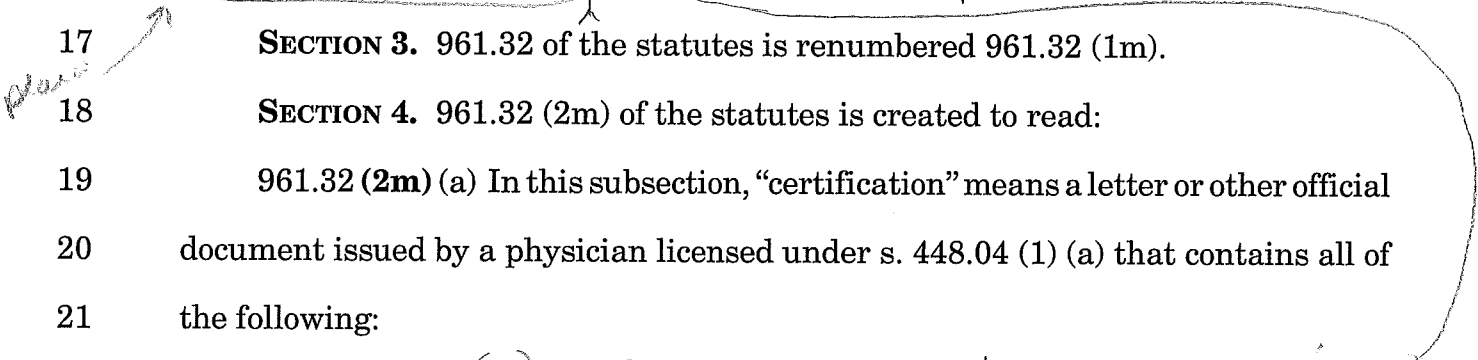 17 SECTION 3. 961.32 of the statutes is renumbered 961.32 (1m).
plain
18 SECTION 4. 961.32 (2m) of the statutes is created to read:
19 961.32 (2m) (a) In this subsection, “certification” means a letter or other official
20 document issued by a physician licensed under s. 448.04 (1) (a) that contains all of
21 the following: